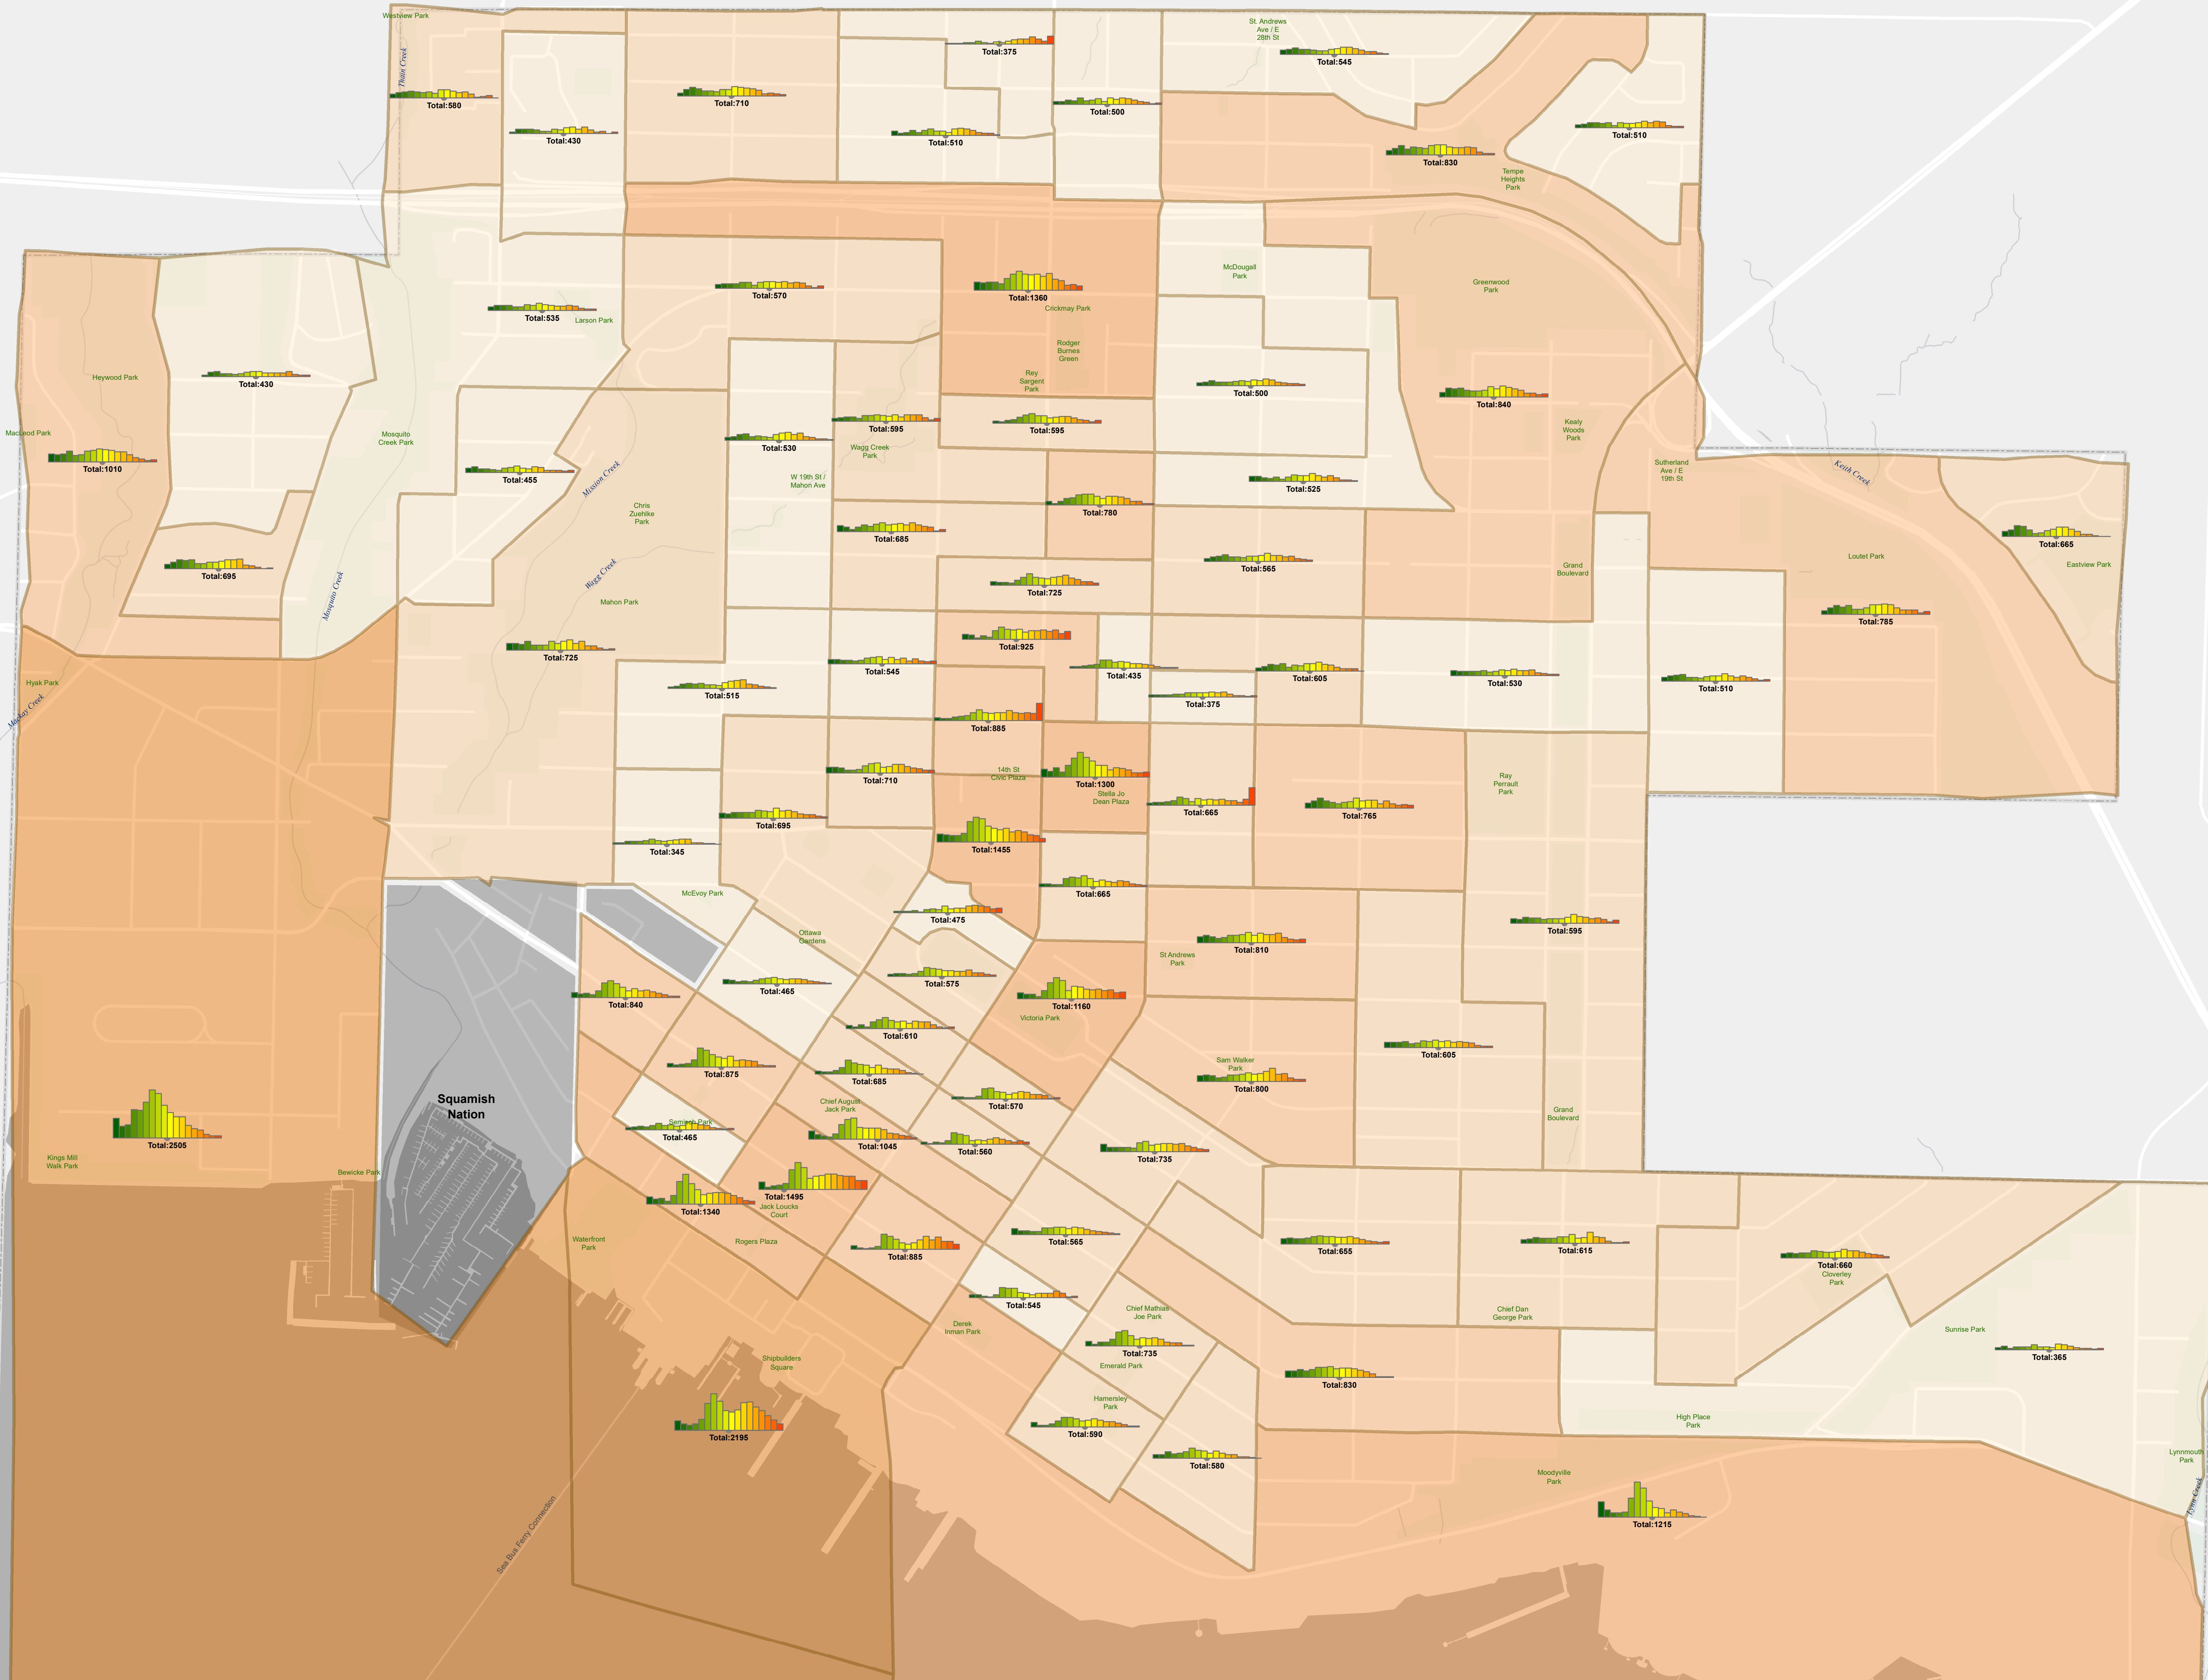 Westview Park
Thain Creek
Total:580
Total:430
Total:710
Total:375
Total:510
Total:500
St. Andrews
Ave / E
28th St
Total:545
Total:830
Total:510
Tempe
Heights
Park
Total:535
Larson Park
Total:570
Total:1360
Crickmay Park
Rodger
Burnes
Green
Rey
Sargent
Park
McDougall
Park
Greenwood
Park
Heywood Park
Total:430
Total:500
Total:840
MacLeod Park
Total:1010
Mosquito
Creek Park
Total:455
Mission Creek
Total:530
Total:595
Wagg Creek
Park
Total:595
Kealy
Woods
Park
W 19th St /
Mahon Ave
Total:525
Sutherland
Ave / E
19th St
Keith Creek
Chris
Zuehlke
Park
Total:780
Total:685
Total:665
Total:695
Mosquito Creek
Wagg Creek
Mahon Park
Total:725
Total:565
Grand
Boulevard
Loutet Park
Eastview Park
Total:785
Total:725
Total:925
Total:545
Total:435
Total:605
Total:530
Total:510
Hyak Park
Mackay Creek
Total:515
Total:375
Total:885
14th St
Civic Plaza
Total:710
Total:1300
Stella Jo
Dean Plaza
Total:665
Total:765
Ray
Perrault
Park
Total:695
Total:345
Total:1455
McEvoy Park
Total:665
Total:475
Total:595
Ottawa
Gardens
Total:810
St Andrews
Park
Total:840
Total:465
Total:575
Total:1160
Victoria Park
Total:610
Total:605
Total:875
Total:685
Sam Walker
Park
Total:800
Squamish
Nation
Chief August
Jack Park
Total:570
Grand
Boulevard
Semisch Park
Total:465
Total:2505
Total:1045
Total:560
Total:735
Kings Mill
Walk Park
Bewicke Park
Total:1340
Total:1495
Jack Loucks
Court
Waterfront
Park
Rogers Plaza
Total:885
Total:565
Total:655
Total:615
Total:660
Cloverley
Park
Total:545
Chief Mathias
Joe Park
Chief Dan
George Park
Derek
Inman Park
Sunrise Park
Total:735
Total:365
Shipbuilders
Square
Emerald Park
Total:830
Hamersley
Park
High Place
Park
Total:2195
Total:590
Total:580
Lynnmouth
Park
Moodyville
Park
Lynn Creek
Total:1215
Sea Bus Ferry Connection